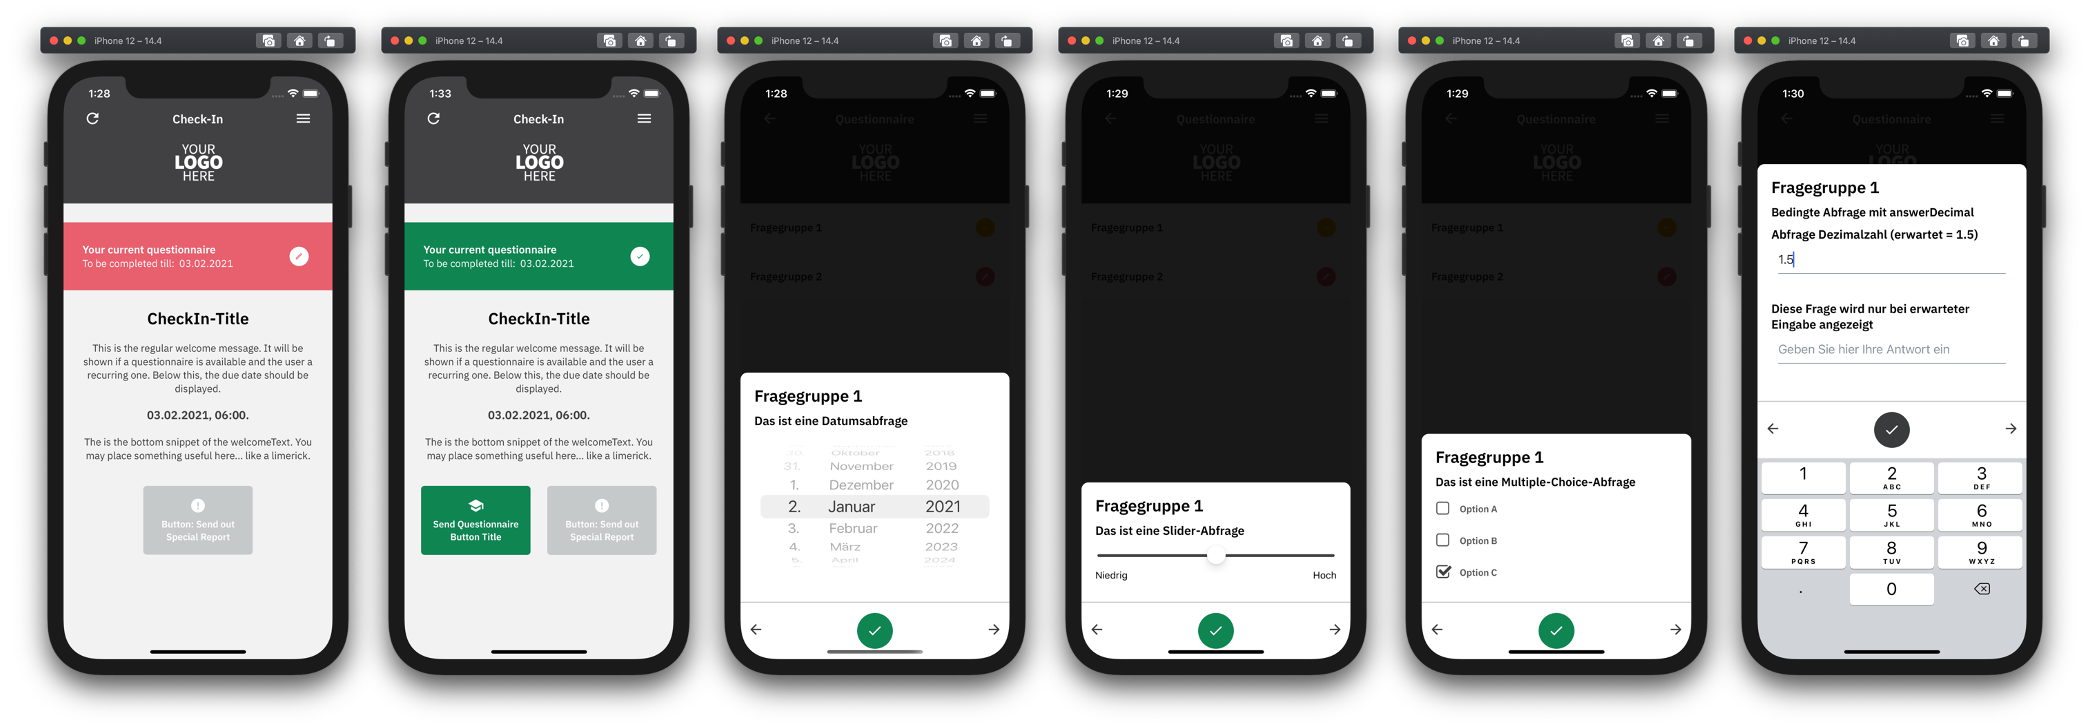 iPhone 12 – 14.4
1:28
Check-In
YOUR
LOGO
HERE
Your current questionnaire
To be completed till: 03.02.2021
CheckIn-Title
This is the regular welcome message. It will be
shown if a questionnaire is available and the user a
recurring one. Below this, the due date should be
displayed.
03.02.2021, 06:00.
The is the bottom snippet of the welcomeText. You
may place something useful here... like a limerick.
Button: Send out
Special Report
iPhone 12 – 14.4
1:33
Check-In
YOUR
LOGO
HERE
Your current questionnaire
To be completed till: 03.02.2021
CheckIn-Title
This is the regular welcome message. It will be
shown if a questionnaire is available and the user a
recurring one. Below this, the due date should be
displayed.
03.02.2021, 06:00.
The is the bottom snippet of the welcomeText. You
may place something useful here... like a limerick.
Send Questionnaire
Button Title
Button: Send out
Special Report
iPhone 12 – 14.4
1:28
Questionnaire
YOUR
LOGO
HERE
Fragegruppe 1
Fragegruppe 2
Fragegruppe 1
Das ist eine Datumsabfrage
30. Oktober 2018
31. November 2019
1. Dezember 2020
2. Januar 2021
3. Februar 2022
4. März 2023
5. April 2024
iPhone 12 – 14.4
1:29
Questionnaire
YOUR
LOGO
HERE
Fragegruppe 1
Fragegruppe 2
Fragegruppe 1
Das ist eine Slider-Abfrage
Niedrig Hoch
iPhone 12 – 14.4
1:29
Questionnaire
YOUR
LOGO
HERE
Fragegruppe 1
Fragegruppe 2
Fragegruppe 1
Das ist eine Multiple-Choice-Abfrage
Option A
Option B
Option C
iPhone 12 – 14.4
1:30
Questionnaire
YOUR
LOGO
Fragegruppe 1
Bedingte Abfrage mit answerDecimal
Abfrage Dezimalzahl (erwartet = 1.5)
1.5
Diese Frage wird nur bei erwarteter
Eingabe angezeigt
Geben Sie hier Ihre Antwort ein
1 2 3
ABC DEF
4 5 6
GHI JKL MNO
7 8 9
PQRS TUV WXYZ
. 0